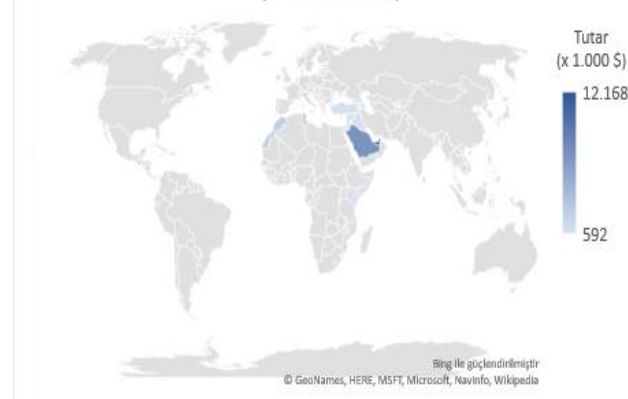 Tutar
(x 1.000 $)
12.168
592
Bing ile güçlendirilmiştir
© GeoNames, HERE, MSFT, Microsoft, NavInfo, Wikipedia